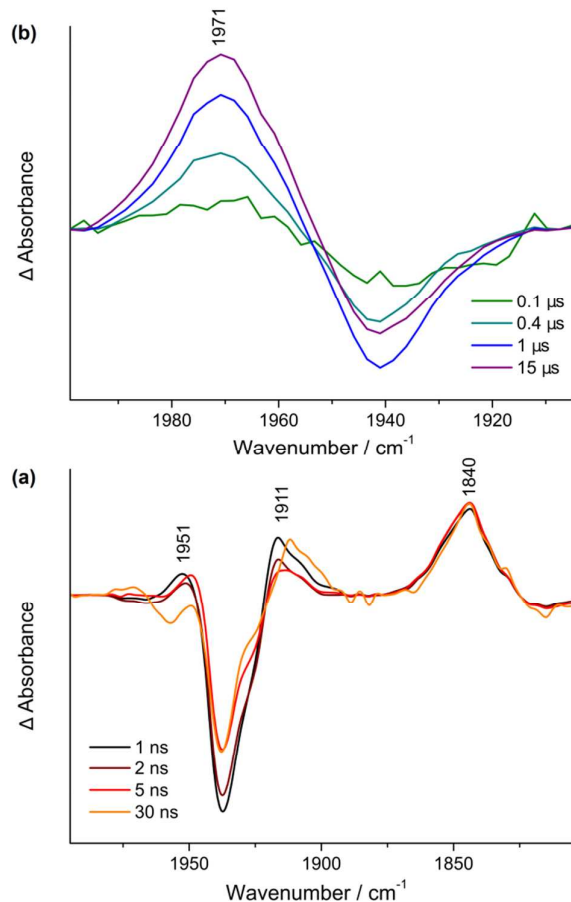 (b)
1971
Δ Absorbance
0.1 μs
0.4 μs
1 μs
15 μs
1980 1960 1940 1920
Wavenumber / cm⁻¹
(a)
1951
1911
1840
Δ Absorbance
1 ns
2 ns
5 ns
30 ns
1950 1900 1850
Wavenumber / cm⁻¹